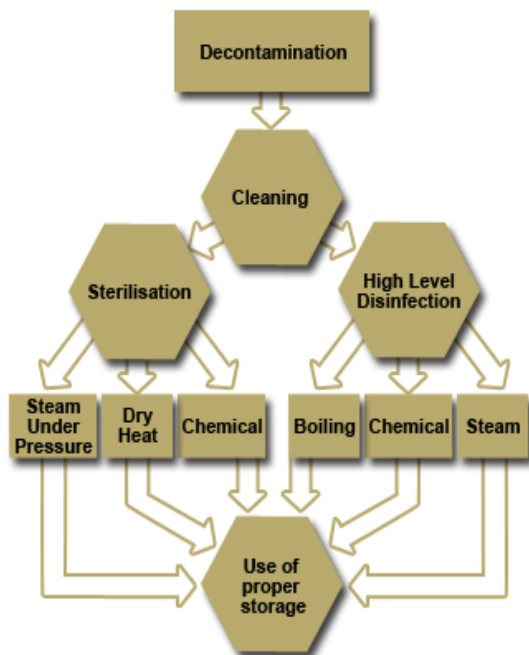 Decontamination
Cleaning
Sterilisation
High Level
Disinfection
Steam
Under
Pressure
Dry
Heat
Chemical
Boiling
Chemical
Steam
Use of
proper
storage